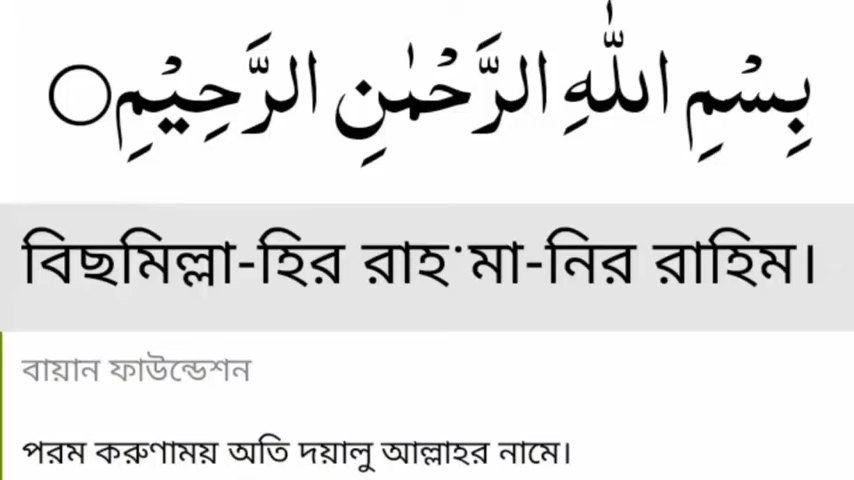 بِسْمِ اللّٰهِ الرَّحْمٰنِ الرَّحِيْمِ○
বিছমিল্লা-হির রাহ·মা-নির রাহিম।
বায়ান ফাউন্ডেশন
পরম করুণাময় অতি দয়ালু আল্লাহর নামে।